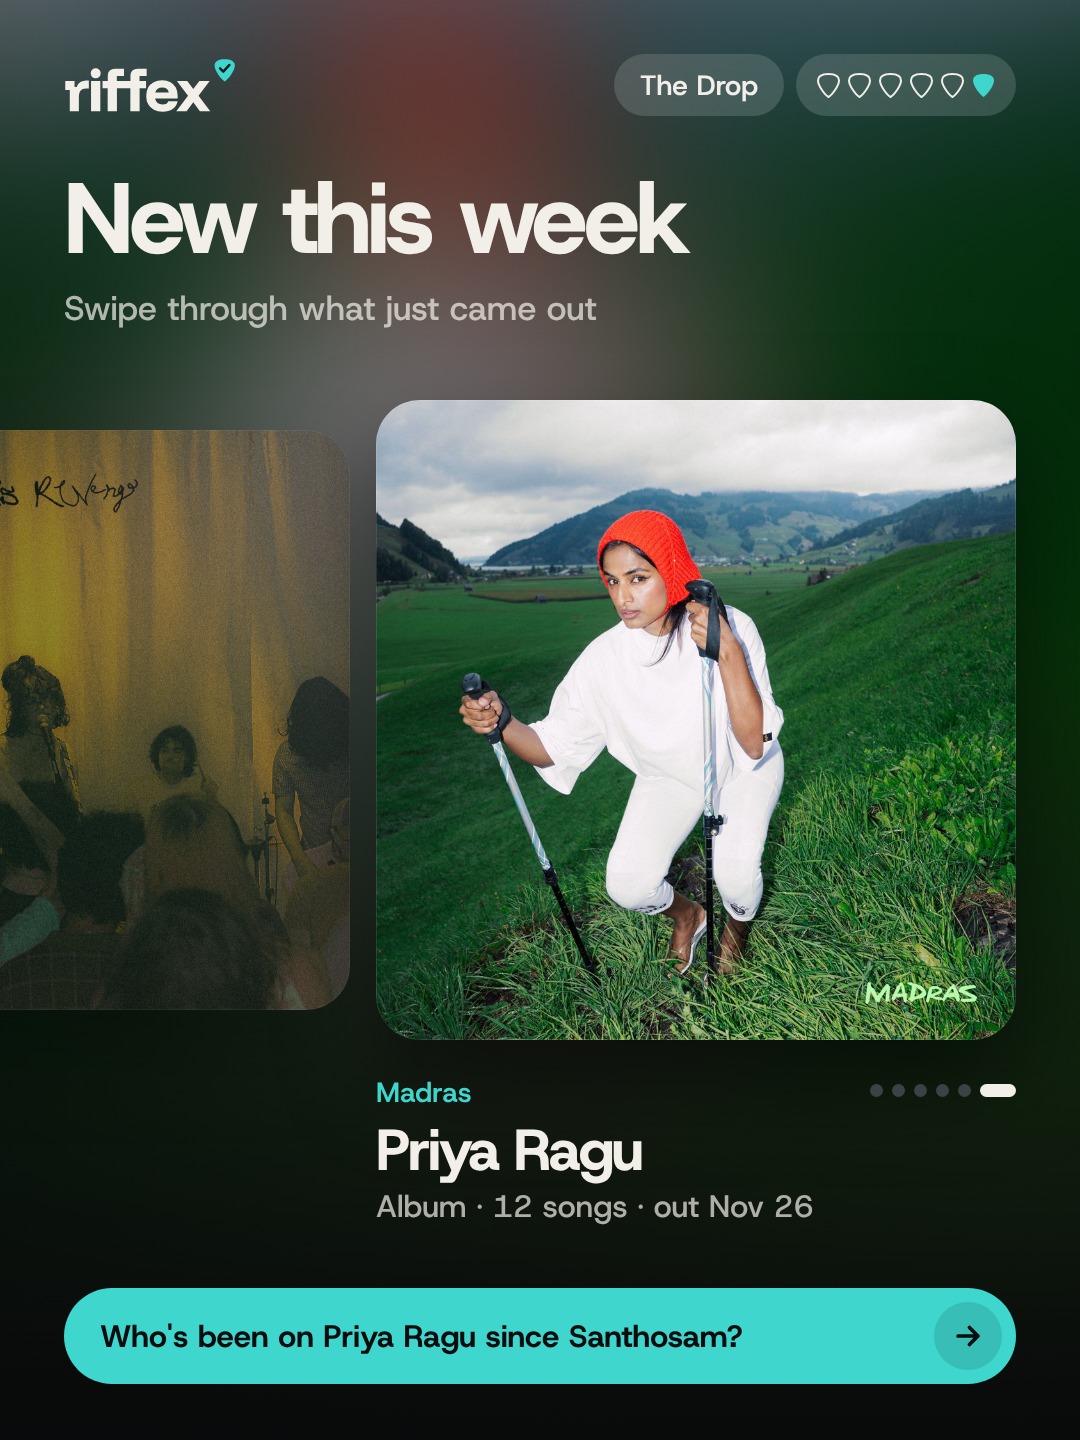 riffex
The Drop
New this week
Swipe through what just came out
Revenge
MADRAS
Madras
Priya Ragu
Album · 12 songs · out Nov 26
Who's been on Priya Ragu since Santhosam?